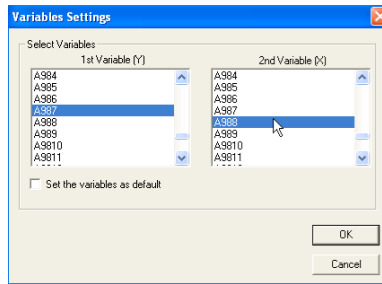 Variables Settings
Select Variables
1st Variable (Y)
2nd Variable (X)
A984
A985
A986
A987
A988
A989
A9810
A9811
A984
A985
A986
A987
A988
A989
A9810
A9811
Set the variables as default
OK
Cancel